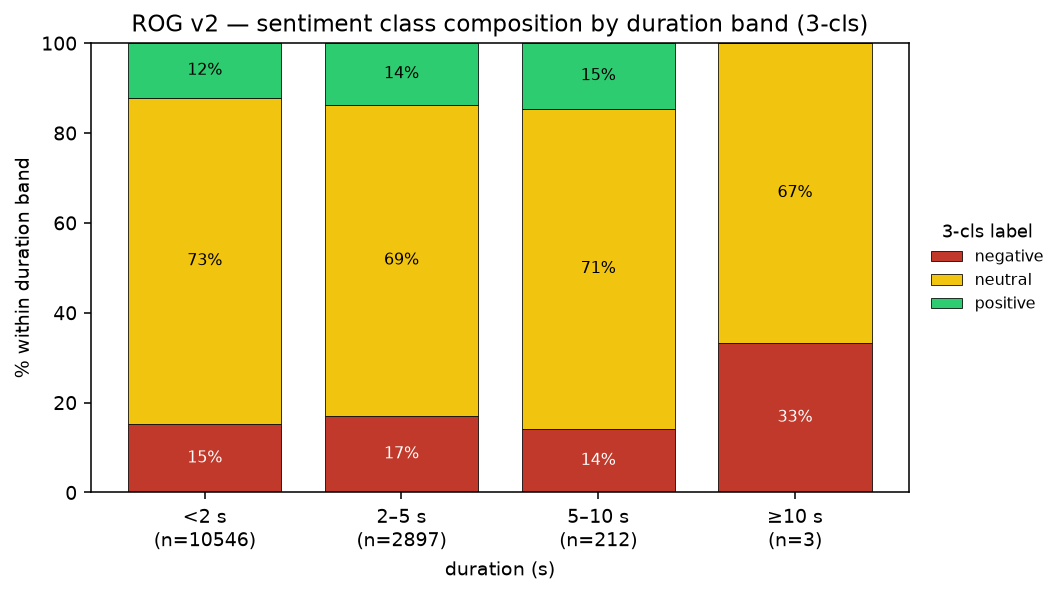 ROG v2 — sentiment class composition by duration band (3-cls)
% within duration band
100
80
60
40
20
0
12%
73%
15%
14%
69%
17%
15%
71%
14%
67%
33%
<2 s
(n=10546)
2–5 s
(n=2897)
5–10 s
(n=212)
≥10 s
(n=3)
duration (s)
3-cls label
negative
neutral
positive